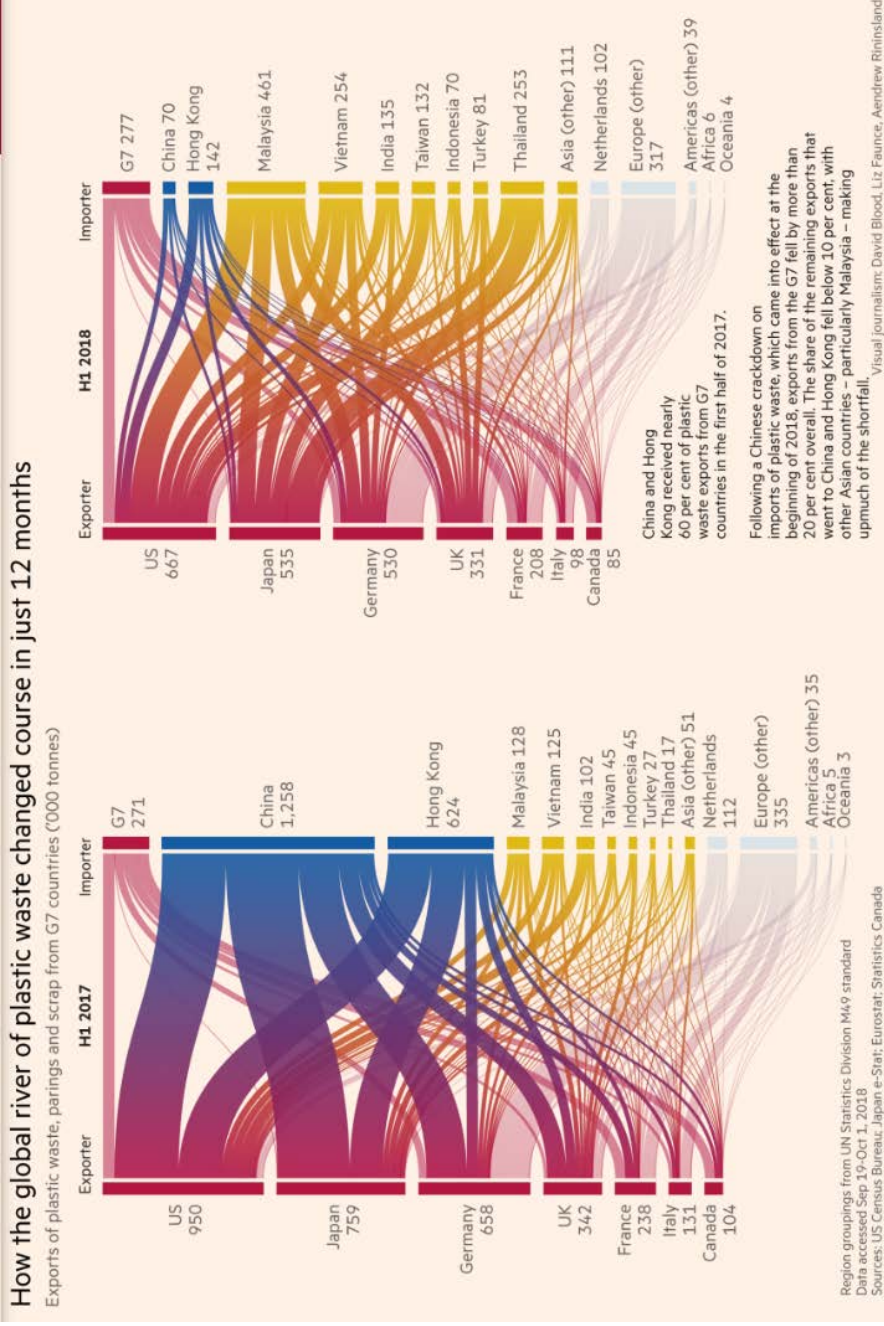 How the global river of plastic waste changed course in just 12 months
Exports of plastic waste, parings and scrap from G7 countries ('000 tonnes)
Exporter
H1 2017
Importer
US
950
Japan
759
Germany
658
UK
342
France
238
Italy
131
Canada
104
G7
271
China
1,258
Hong Kong
624
Malaysia 128
Vietnam 125
India 102
Taiwan 45
Indonesia 45
Turkey 27
Thailand 17
Asia (other) 51
Netherlands
112
Europe (other)
335
Americas (other) 35
Africa 5
Oceania 3
Exporter
H1 2018
Importer
US
667
Japan
535
Germany
530
UK
331
France
208
Italy
98
Canada
85
G7 277
China 70
Hong Kong
142
Malaysia 461
Vietnam 254
India 135
Taiwan 132
Indonesia 70
Turkey 81
Thailand 253
Asia (other) 111
Netherlands 102
Europe (other)
317
Americas (other) 39
Africa 6
Oceania 4
China and Hong
Kong received nearly
60 per cent of plastic
waste exports from G7
countries in the first half of 2017.
Following a Chinese crackdown on
imports of plastic waste, which came into effect at the
beginning of 2018, exports from the G7 fell by more than
20 per cent overall. The share of the remaining exports that
went to China and Hong Kong fell below 10 per cent, with
other Asian countries – particularly Malaysia – making
upmuch of the shortfall.
Region groupings from UN Statistics Division M49 standard
Data accessed Sep 19-Oct 1, 2018
Sources: US Census Bureau; Japan e-Stat; Eurostat; Statistics Canada
Visual journalism: David Blood, Liz Faunce, Aendrew Rininsland